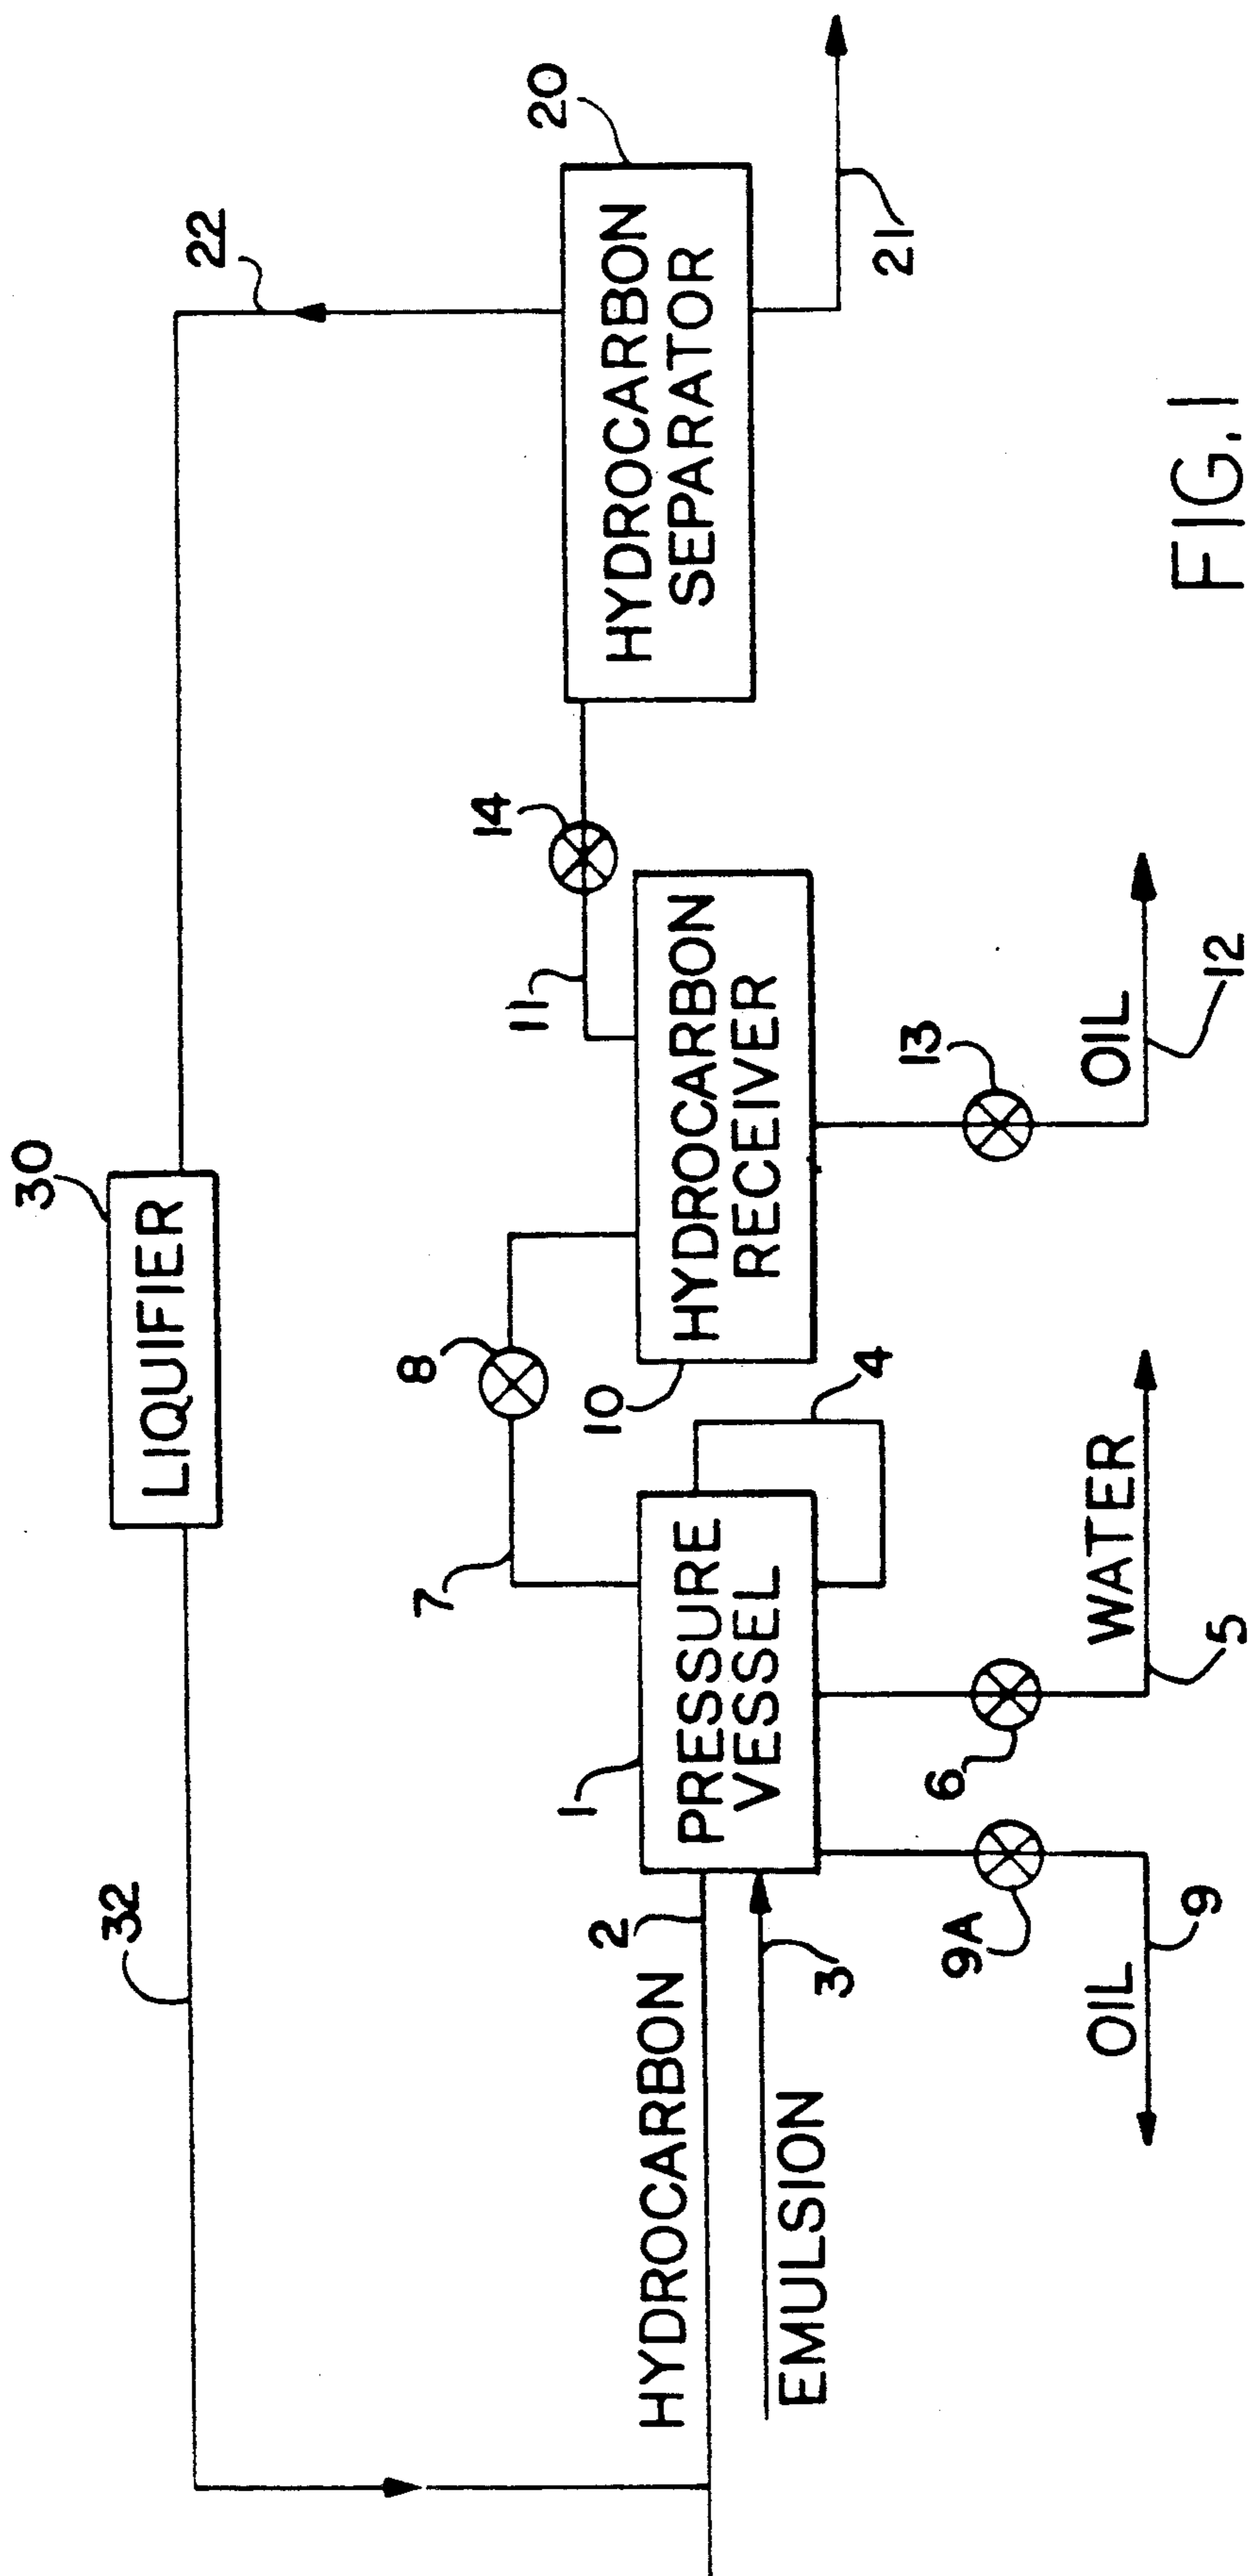 30
LIQUIFIER
32
22
20
HYDROCARBON
SEPARATOR
21
14
11
8
7
10
HYDROCARBON
RECEIVER
13
OIL
12
1
PRESSURE
VESSEL
4
HYDROCARBON
2
3
EMULSION
9A
OIL
9
6
WATER
5
FIG. 1